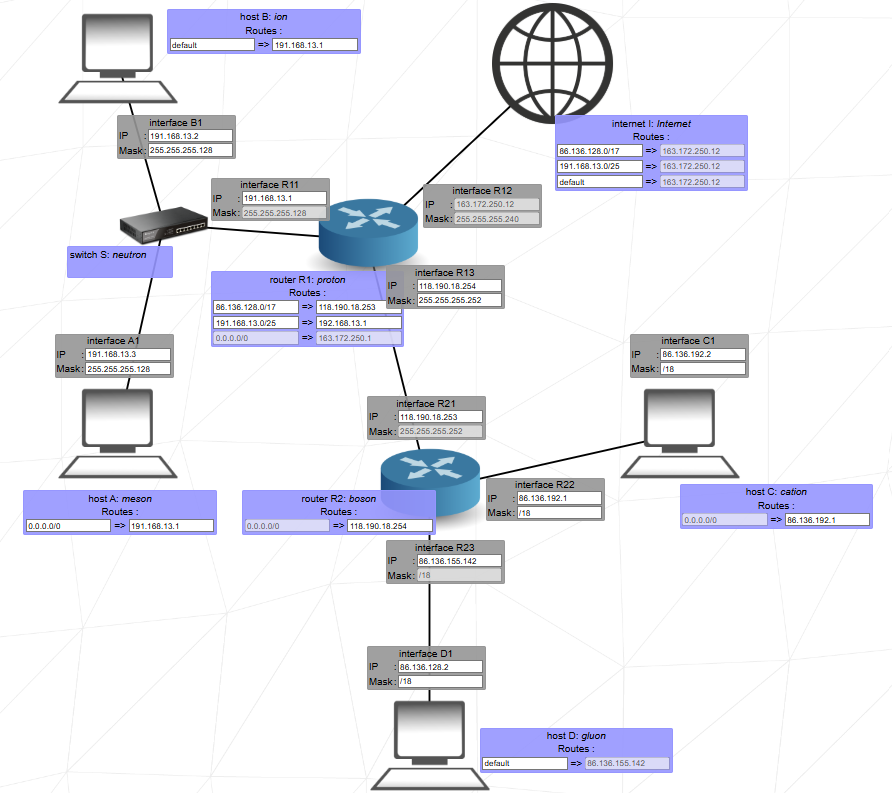 host B: ion
Routes :
default => 191.168.13.1
interface B1
IP : 191.168.13.2
Mask: 255.255.255.128
internet I: Internet
Routes :
86.136.128.0/17 => 163.172.250.12
191.168.13.0/25 => 163.172.250.12
default => 163.172.250.12
interface R11
IP : 191.168.13.1
Mask: 255.255.255.128
interface R12
IP : 163.172.250.12
Mask: 255.255.255.240
switch S: neutron
router R1: proton
Routes :
86.136.128.0/17 => 118.190.18.253
191.168.13.0/25 => 192.168.13.1
0.0.0.0/0 => 163.172.250.1
interface R13
IP : 118.190.18.254
Mask: 255.255.255.252
interface A1
IP : 191.168.13.3
Mask: 255.255.255.128
interface C1
IP : 86.136.192.2
Mask: /18
interface R21
IP : 118.190.18.253
Mask: 255.255.255.252
host A: meson
Routes :
0.0.0.0/0 => 191.168.13.1
router R2: boson
Routes :
0.0.0.0/0 => 118.190.18.254
interface R22
IP : 86.136.192.1
Mask: /18
host C: cation
Routes :
0.0.0.0/0 => 86.136.192.1
interface R23
IP : 86.136.155.142
Mask: /18
interface D1
IP : 86.136.128.2
Mask: /18
host D: gluon
Routes :
default => 86.136.155.142